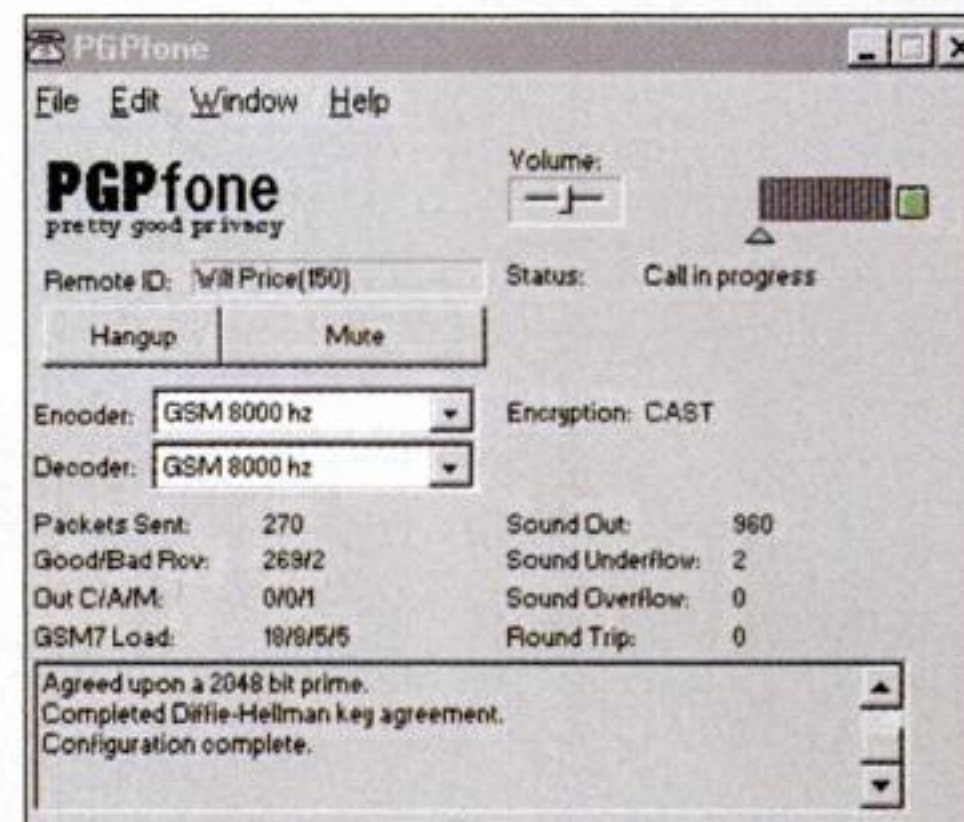 PGPfone
File Edit Window Help
PGPfone
pretty good privacy
Volume:
Remote ID: Will Price(150)
Status: Call in progress
Hangup Mute
Encoder: GSM 8000 hz
Encryption: CAST
Decoder: GSM 8000 hz
Packets Sent: 270
Sound Out: 960
Good/Bad Rcv: 269/2
Sound Underflow: 2
Out C/A/M: 0/0/1
Sound Overflow: 0
GSM7 Load: 18/8/5/5
Round Trip: 0
Agreed upon a 2048 bit prime.
Completed Diffie-Hellman key agreement.
Configuration complete.